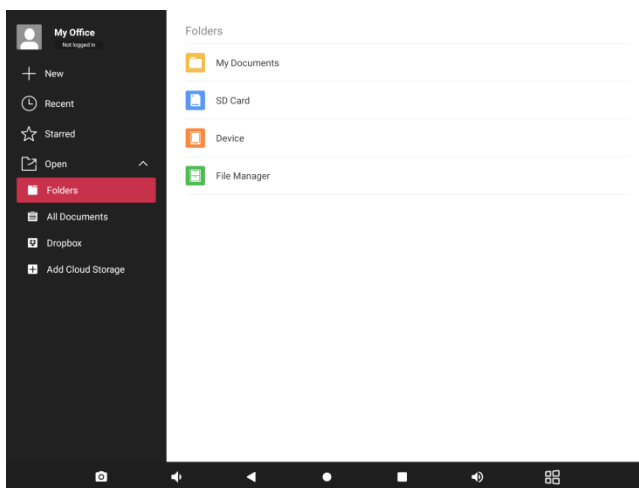 My Office
Not logged in
New
Recent
Starred
Open
Folders
All Documents
Dropbox
Add Cloud Storage
Folders
My Documents
SD Card
Device
File Manager